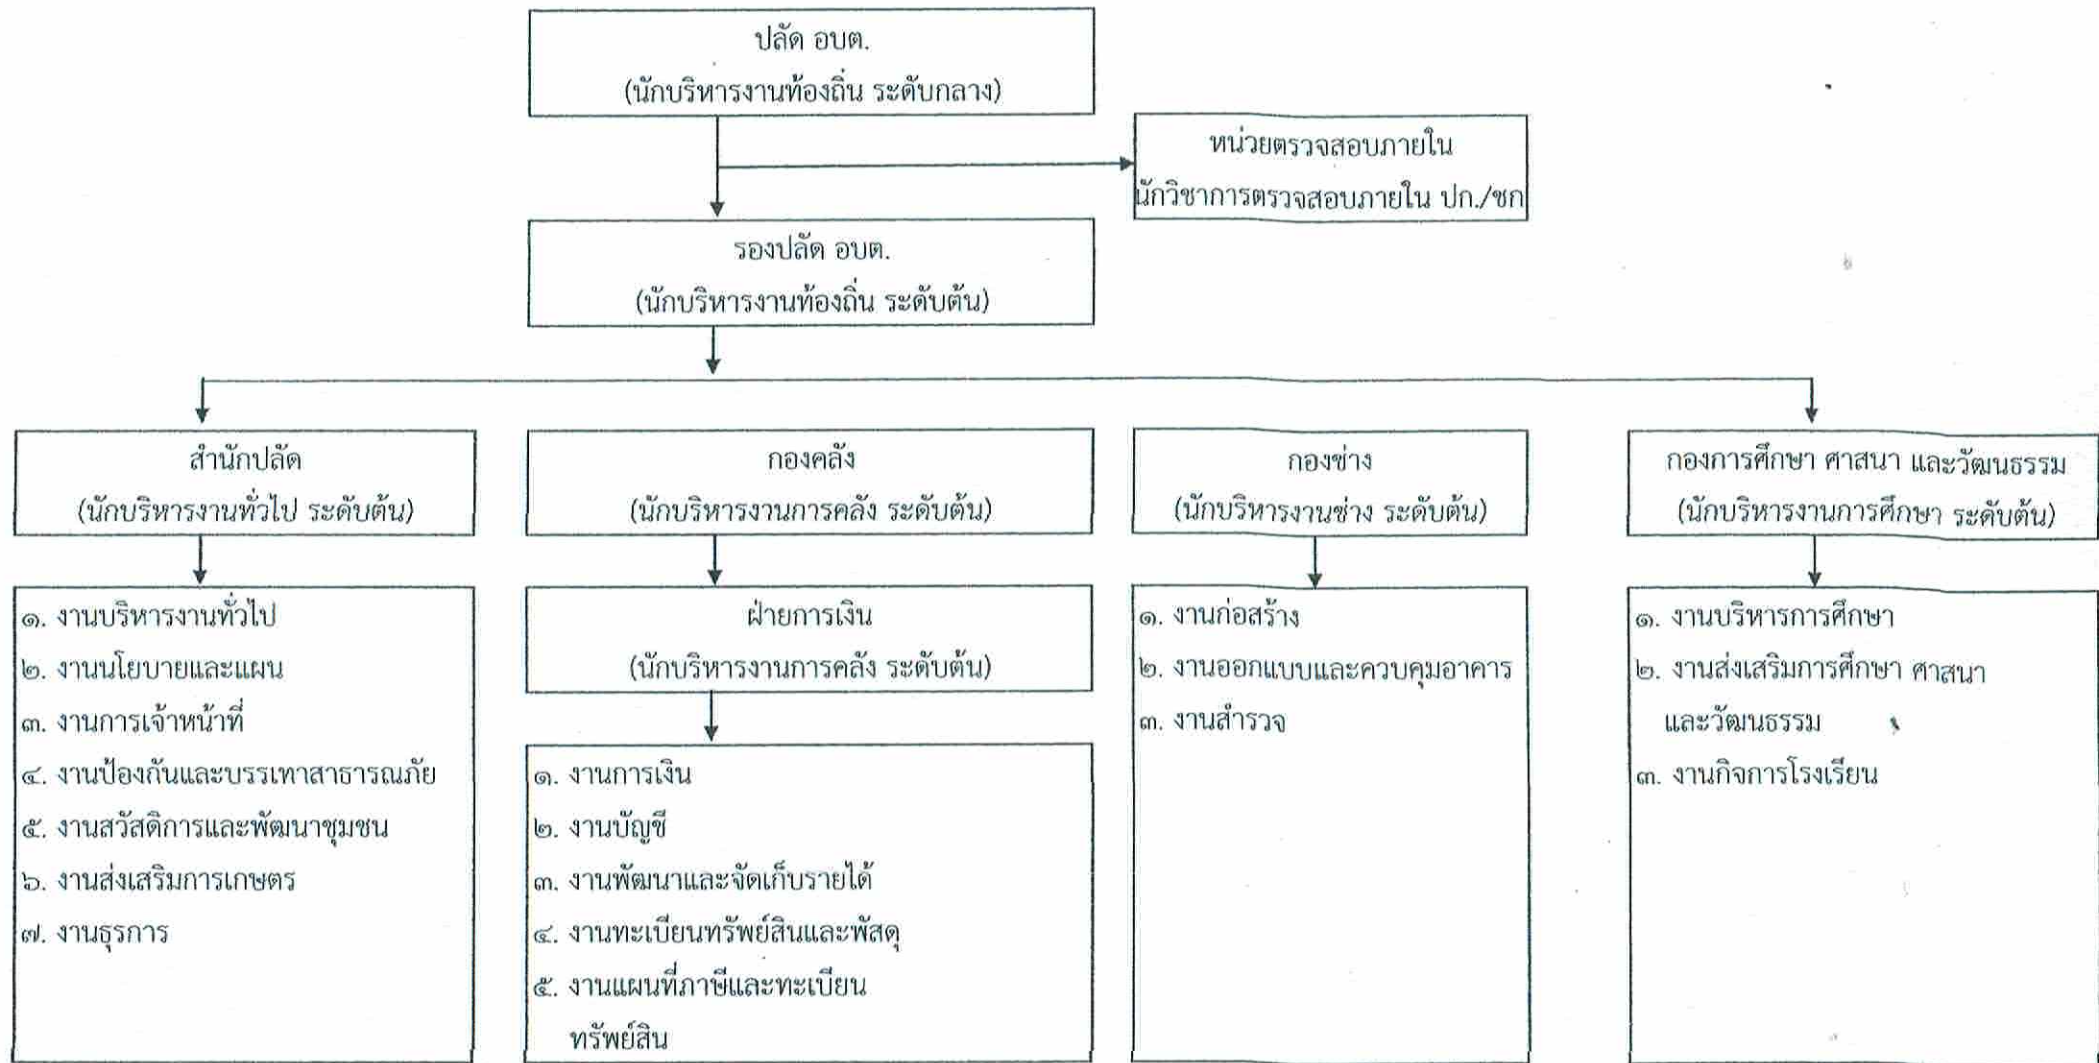 ปลัด อบต.
(นักบริหารงานท้องถิ่น ระดับกลาง)
หน่วยตรวจสอบภายใน
นักวิชาการตรวจสอบภายใน ปก./ชก
รองปลัด อบต.
(นักบริหารงานท้องถิ่น ระดับต้น)
สำนักปลัด
(นักบริหารงานทั่วไป ระดับต้น)
๑. งานบริหารงานทั่วไป
๒. งานนโยบายและแผน
๓. งานการเจ้าหน้าที่
๔. งานป้องกันและบรรเทาสาธารณภัย
๕. งานสวัสดิการและพัฒนาชุมชน
๖. งานส่งเสริมการเกษตร
๗. งานธุรการ
กองคลัง
(นักบริหารงานการคลัง ระดับต้น)
ฝ่ายการเงิน
(นักบริหารงานการคลัง ระดับต้น)
๑. งานการเงิน
๒. งานบัญชี
๓. งานพัฒนาและจัดเก็บรายได้
๔. งานทะเบียนทรัพย์สินและพัสดุ
๕. งานแผนที่ภาษีและทะเบียน
ทรัพย์สิน
กองช่าง
(นักบริหารงานช่าง ระดับต้น)
๑. งานก่อสร้าง
๒. งานออกแบบและควบคุมอาคาร
๓. งานสำรวจ
กองการศึกษา ศาสนา และวัฒนธรรม
(นักบริหารงานการศึกษา ระดับต้น)
๑. งานบริหารการศึกษา
๒. งานส่งเสริมการศึกษา ศาสนา
และวัฒนธรรม
๓. งานกิจการโรงเรียน